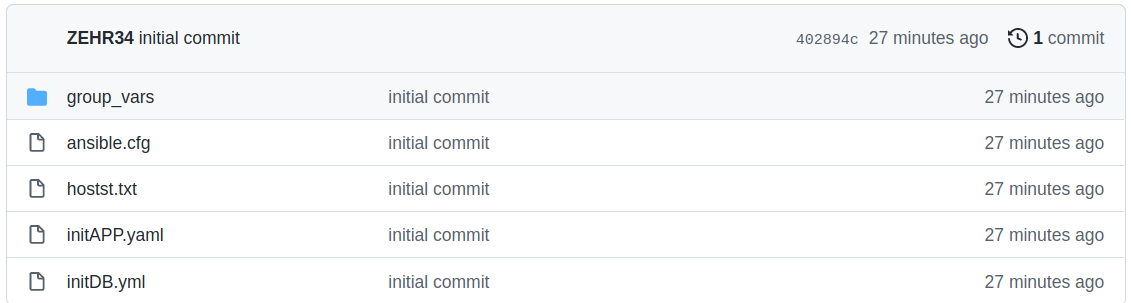 ZEHR34 initial commit 402894c 27 minutes ago 1 commit
group_vars initial commit 27 minutes ago
ansible.cfg initial commit 27 minutes ago
hostst.txt initial commit 27 minutes ago
initAPP.yaml initial commit 27 minutes ago
initDB.yml initial commit 27 minutes ago